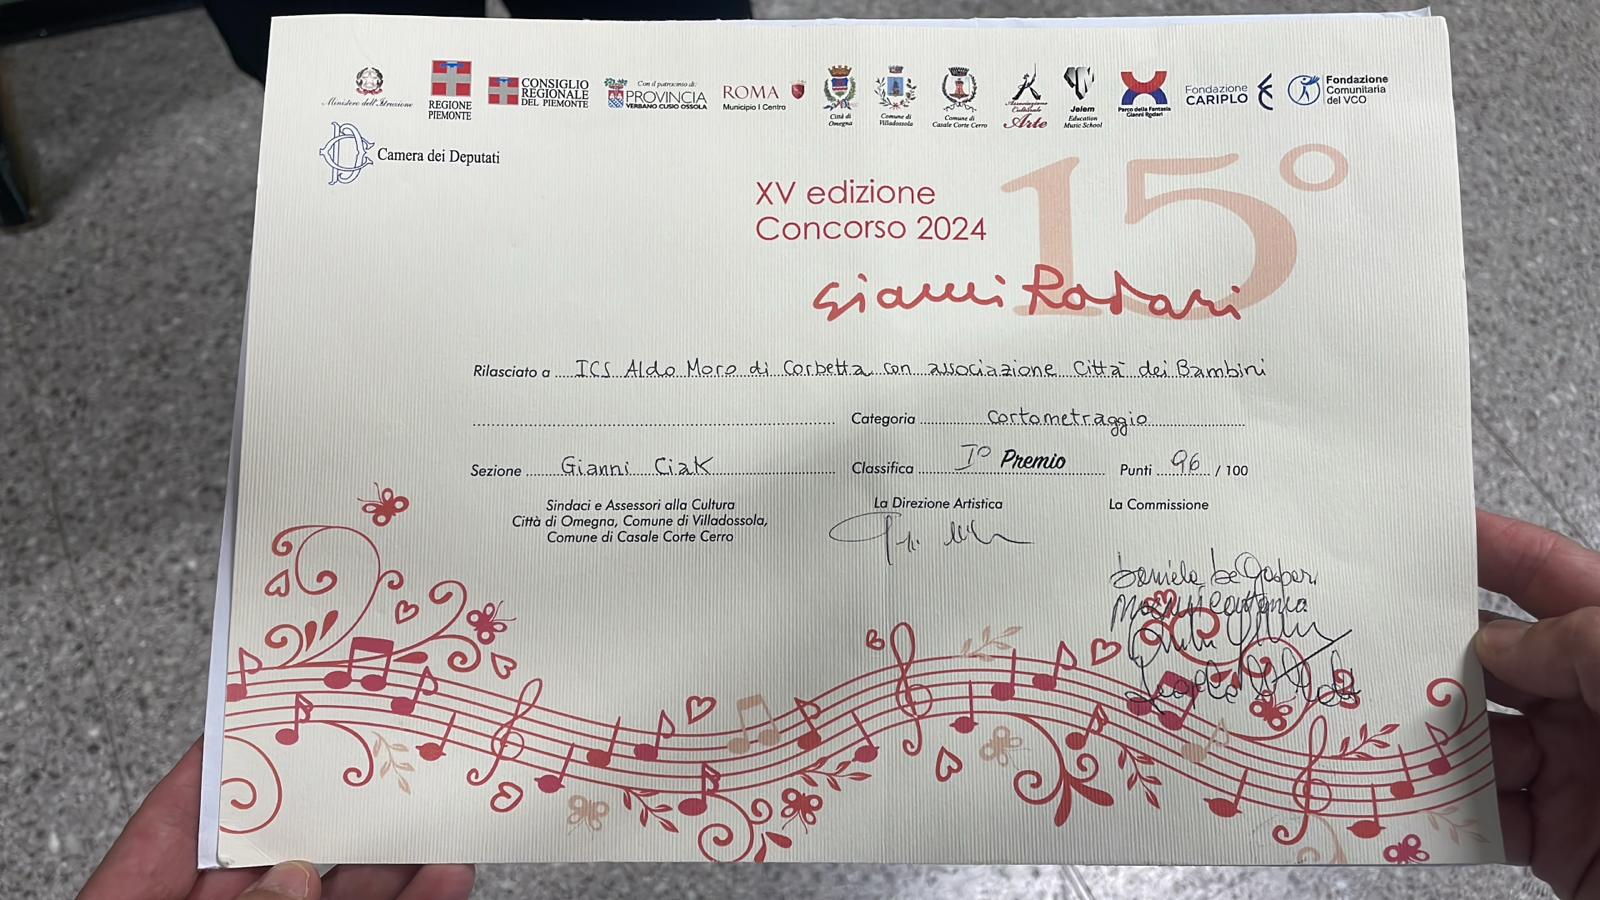 Ministero dell'Istruzione
REGIONE
PIEMONTE
CONSIGLIO
REGIONALE
DEL PIEMONTE
Con il patrocinio di:
PROVINCIA
VERBANO CUSIO OSSOLA
ROMA
Municipio I Centro
Città di
Omegna
Comune di
Villadossola
Comune di
Casale Corte Cerro
Associazione
Culturale
Arte
Jalem
Education
Music School
Parco della Fantasia
Gianni Rodari
Fondazione
CARIPLO
Fondazione
Comunitaria
del VCO
Camera dei Deputati
XV edizione
Concorso 2024
15°
Gianni Rodari
Rilasciato a ICS Aldo Moro di Corbetta con associazione Città dei Bambini
Categoria cortometraggio
Sezione Gianni Ciak Classifica I° Premio Punti 96 / 100
Sindaci e Assessori alla Cultura
Città di Omegna, Comune di Villadossola,
Comune di Casale Corte Cerro
La Direzione Artistica
La Commissione